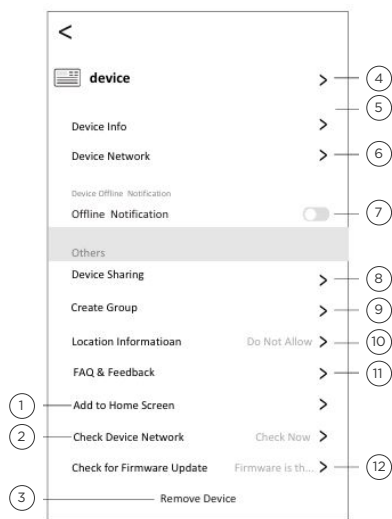 <
device > 4
5
Device Info >
Device Network > 6
Device Offline Notification
Offline Notification 7
Others
Device Sharing > 8
Create Group > 9
Location Informatioan Do Not Allow > 10
FAQ & Feedback > 11
1 Add to Home Screen >
2 Check Device Network Check Now >
Check for Firmware Update Firmware is th... > 12
3 Remove Device